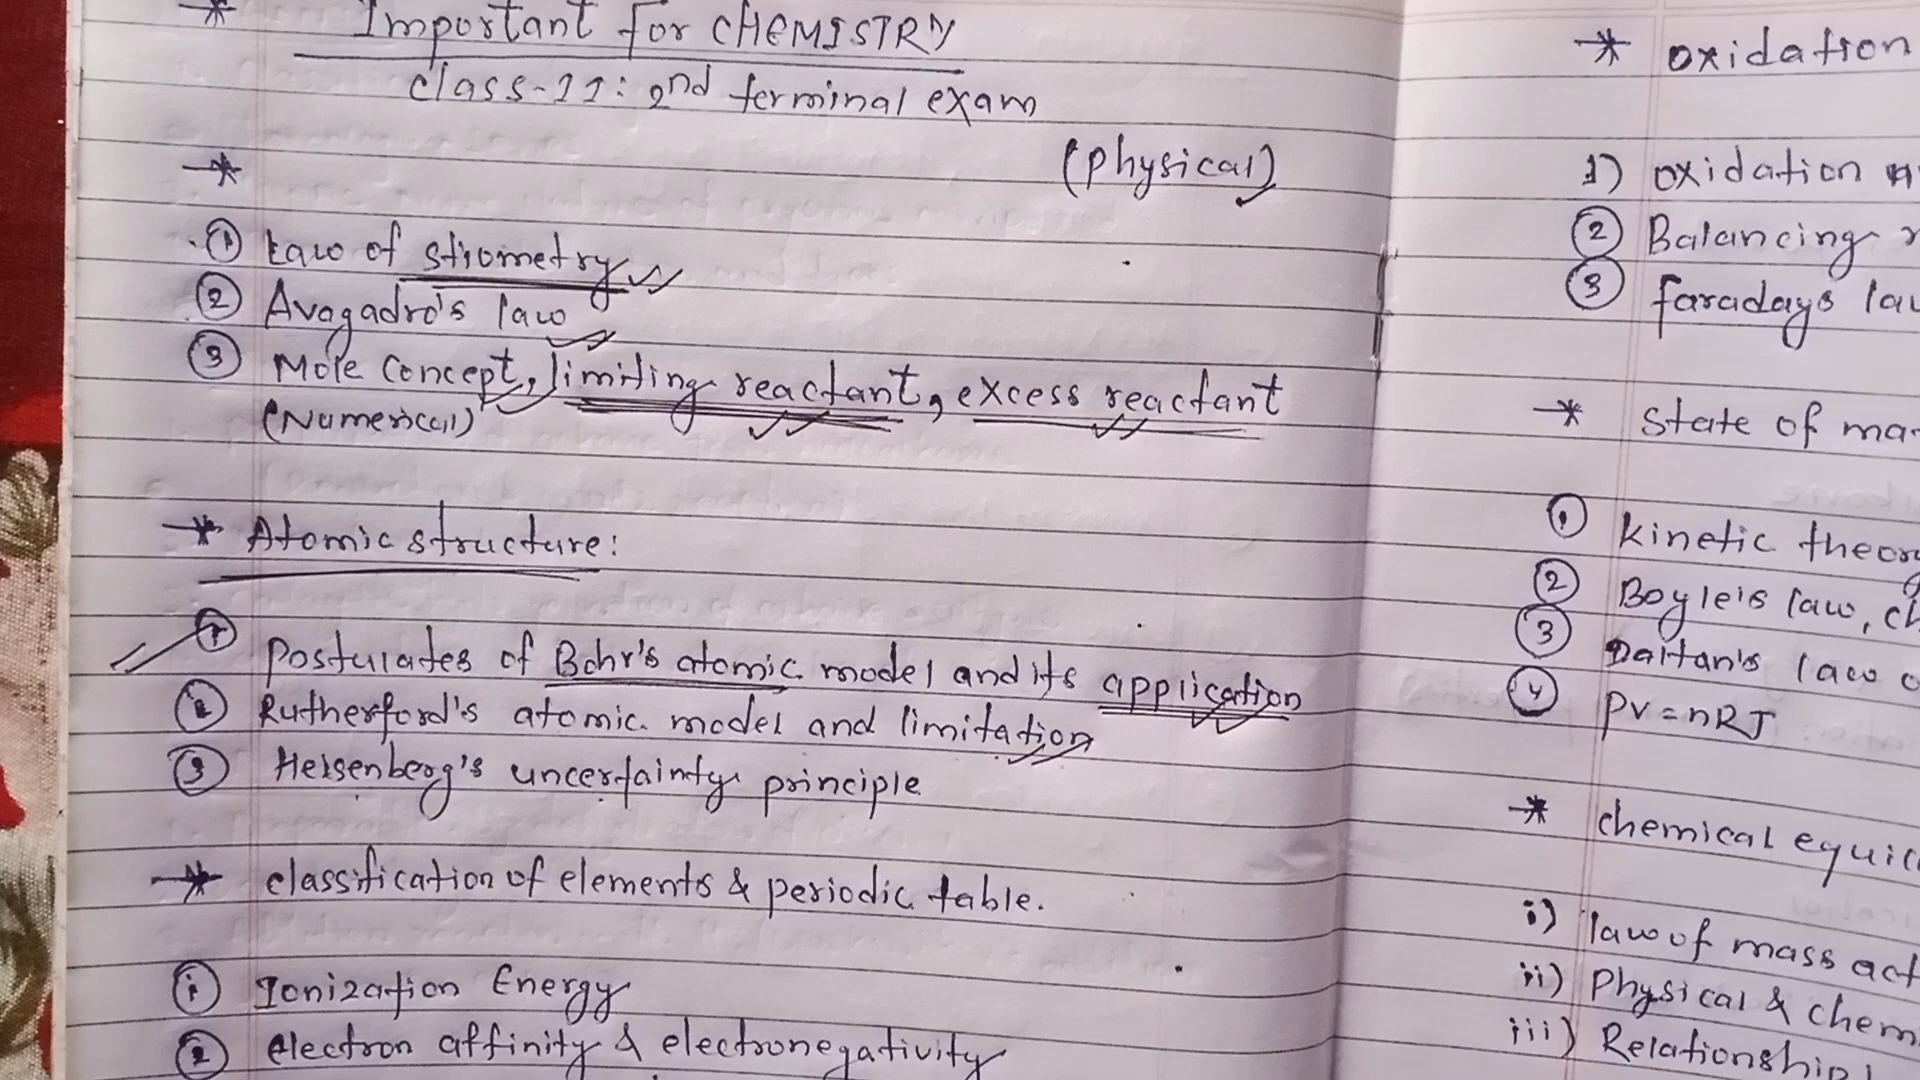 * Important for CHEMISTRY
class-11: 2nd terminal exam
(Physical)
*
① Law of stiometry
② Avagadro's law
③ Mole Concept, limiting reactant, excess reactant
(Numerical)
* Atomic structure:
① Postulates of Bohr's atomic model and its application
② Rutherford's atomic model and limitation
③ Heisenberg's uncertainty principle
* classification of elements & periodic table.
① Ionization Energy
② electron affinity & electronegativity
* oxidation
1) oxidation
② Balancing
③ faradays law
* State of
① kinetic theory
② Boyle's law,
③ Daltan's law
④ PV=nRT
* chemical
i) law of mass
ii) Physical &
iii) Relationship